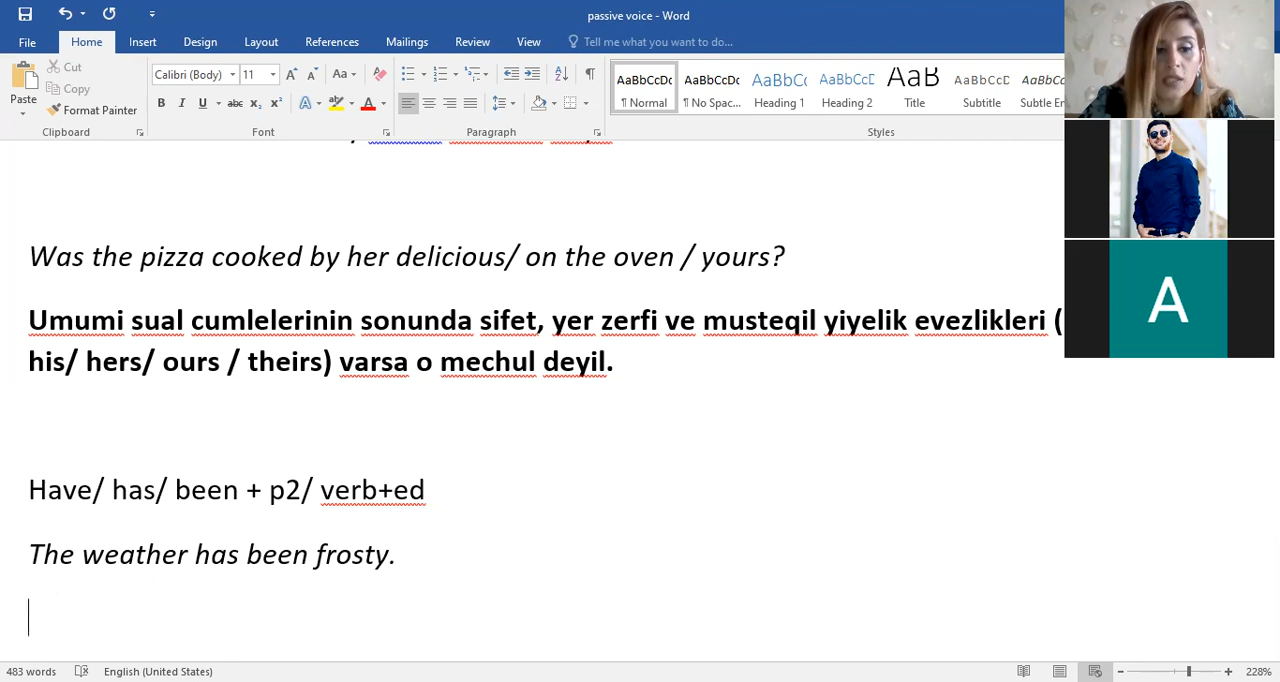 passive voice - Word
File Home Insert Design Layout References Mailings Review View Tell me what you want to do...
Paste
Cut
Copy
Format Painter
Calibri (Body) 11
Clipboard Font Paragraph Styles
AaBbCcDc AaBbCcDc AaBbCc AaBbCcE AaB AaBbCcD AaBbCc
¶ Normal ¶ No Spac... Heading 1 Heading 2 Title Subtitle Subtle Em
Was the pizza cooked by her delicious/ on the oven / yours?
Umumi sual cumlelerinin sonunda sifet, yer zerfi ve musteqil yiyelik evezlikleri (
his/ hers/ ours / theirs) varsa o mechul deyil.
Have/ has/ been + p2/ verb+ed
The weather has been frosty.
A
483 words English (United States) 228%